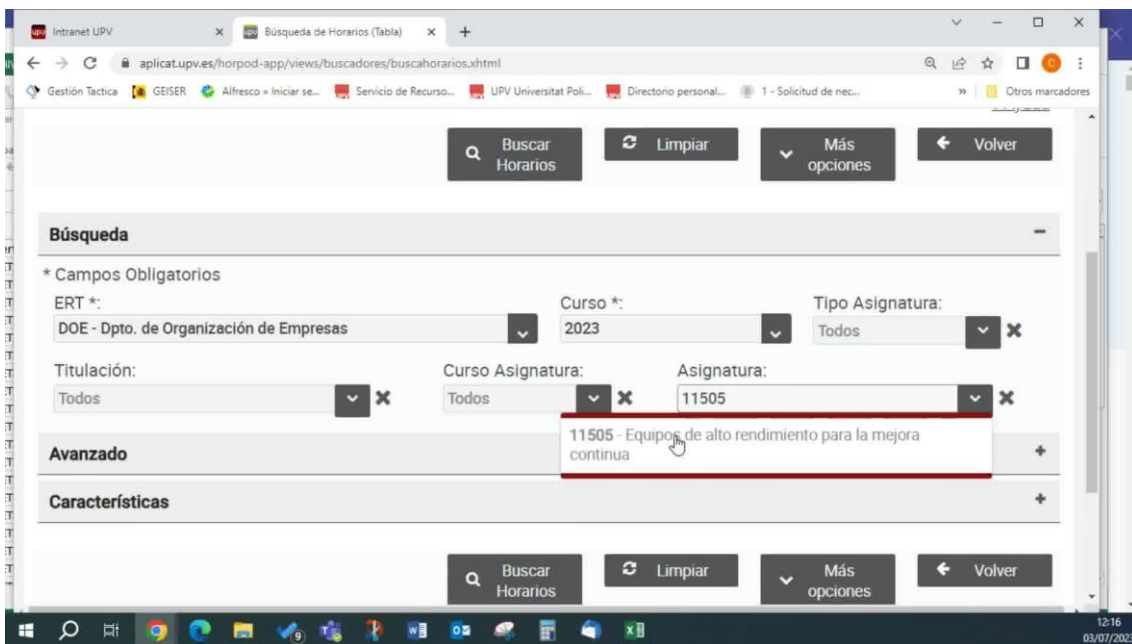 Intranet UPV
Búsqueda de Horarios (Tabla)
aplicat.upv.es/horpod-app/views/buscadores/buscahorarios.xhtml
Gestión Tactica GEISER Alfresco » Iniciar se... Servicio de Recurso... UPV Universitat Poli... Directorio personal... 1 - Solicitud de nec... » Otros marcadores
Buscar Horarios Limpiar Más opciones Volver
Búsqueda
* Campos Obligatorios
ERT *: Curso *: Tipo Asignatura:
DOE - Dpto. de Organización de Empresas 2023 Todos
Titulación: Curso Asignatura: Asignatura:
Todos Todos 11505
11505 - Equipos de alto rendimiento para la mejora
continua
Avanzado
Características
Buscar Horarios Limpiar Más opciones Volver
12:16